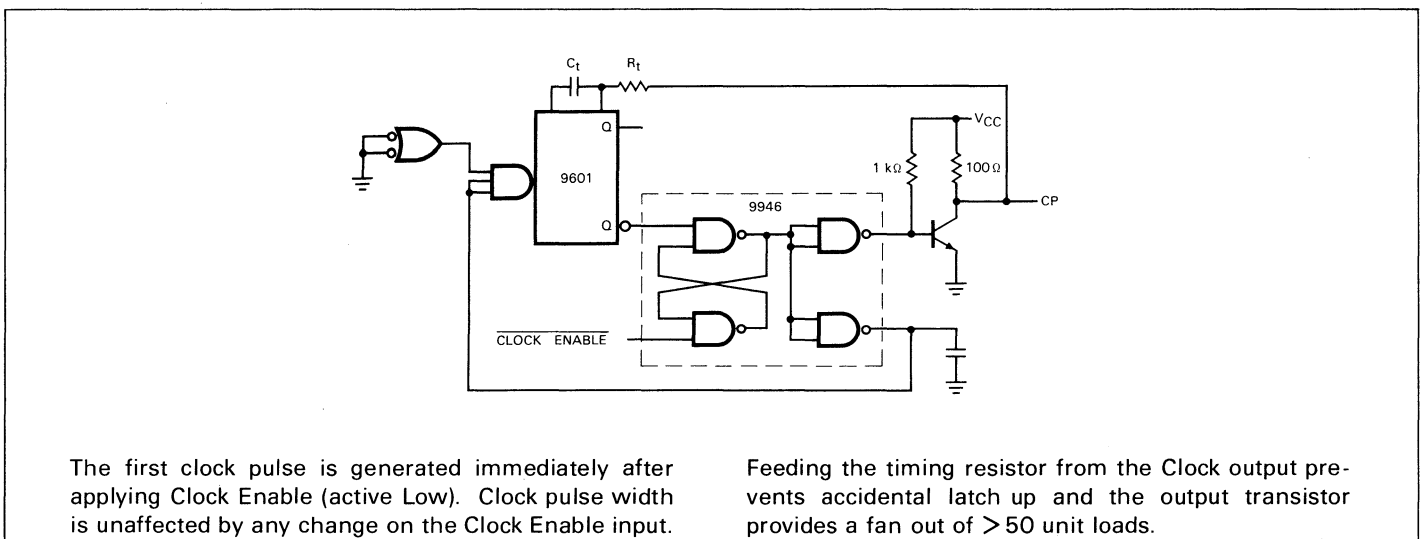 Ct
Rt
Q
VCC
1 kΩ
100 Ω
9601
CP
9946
Q
CLOCK ENABLE
The first clock pulse is generated immediately after
applying Clock Enable (active Low). Clock pulse width
is unaffected by any change on the Clock Enable input.
Feeding the timing resistor from the Clock output pre-
vents accidental latch up and the output transistor
provides a fan out of > 50 unit loads.